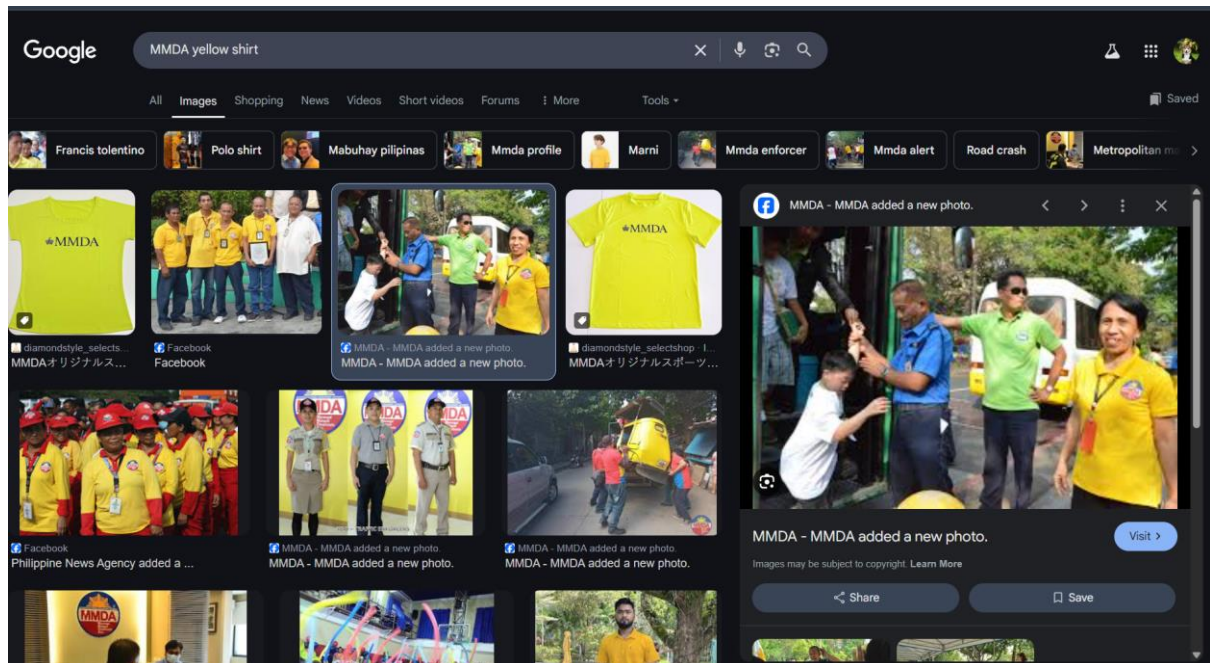 Google
MMDA yellow shirt
All Images Shopping News Videos Short videos Forums More Tools
Saved
Francis tolentino
Polo shirt
Mabuhay pilipinas
Mmda profile
Marni
Mmda enforcer
Mmda alert
Road crash
Metropolitan m
MMDA
MMDA
diamondstyle_selects...
MMDAオリジナルス...
Facebook
Facebook
MMDA - MMDA added a new photo.
MMDA - MMDA added a new photo.
diamondstyle_selectshop · I...
MMDAオリジナルスポーツ...
MMDA - MMDA added a new photo.
MMDA - MMDA added a new photo.
Visit >
Images may be subject to copyright. Learn More
Share
Save
MMDA
Facebook
Philippine News Agency added a ...
MMDA - MMDA added a new photo.
MMDA - MMDA added a new photo.
MMDA - MMDA added a new photo.
MMDA - MMDA added a new photo.
MMDA